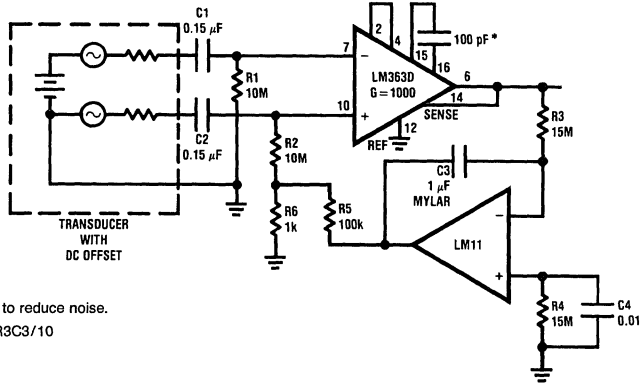 C1
0.15 µF
2
4
15
16
100 pF*
7
−
LM363D
G = 1000
6
14
SENSE
R1
10M
10
+
12
REF
C2
0.15 µF
R2
10M
R3
15M
C3
1 µF
MYLAR
R6
1k
R5
100k
−
LM11
+
R4
15M
C4
0.01
TRANSDUCER
WITH
DC OFFSET
to reduce noise.
R3C3/10